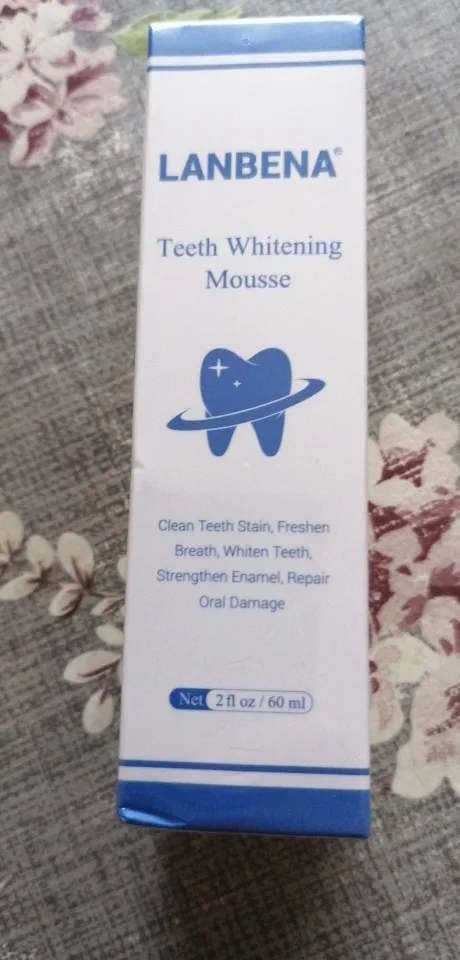 LANBENA®
Teeth Whitening
Mousse
Clean Teeth Stain, Freshen
Breath, Whiten Teeth,
Strengthen Enamel, Repair
Oral Damage
Net 2 fl oz / 60 ml